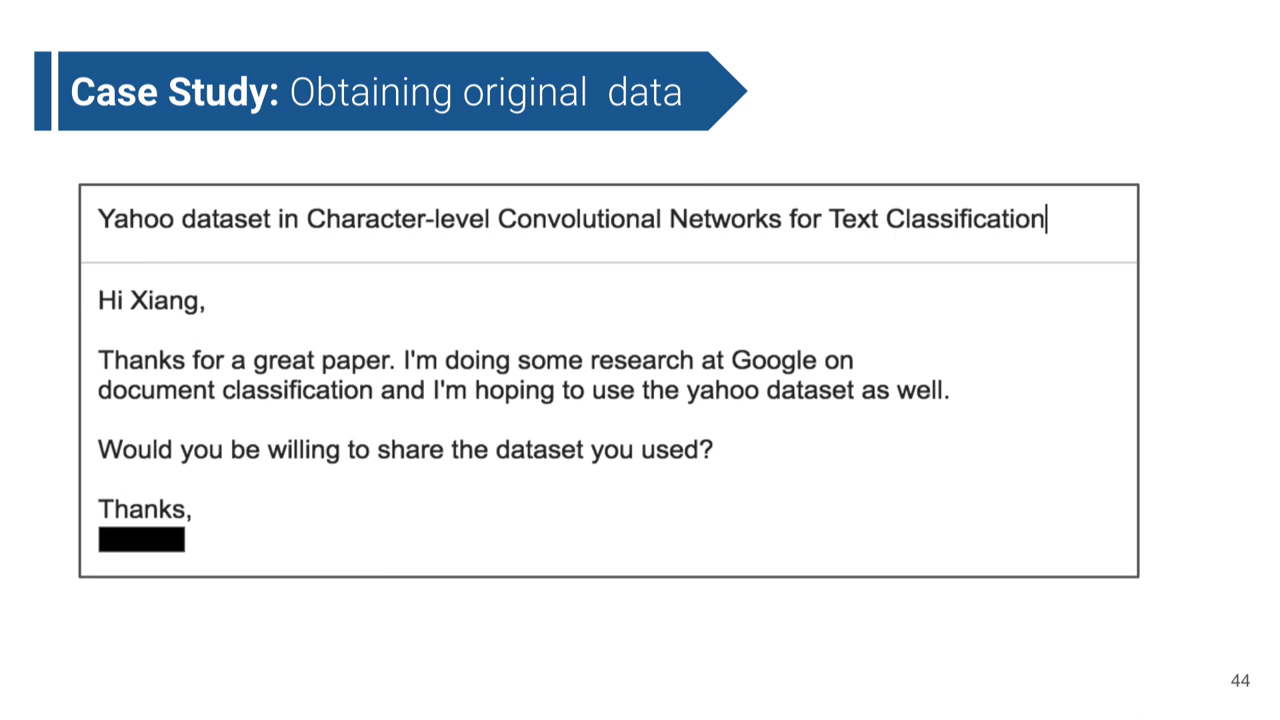 Case Study: Obtaining original data
Yahoo dataset in Character-level Convolutional Networks for Text Classification
Hi Xiang,
Thanks for a great paper. I'm doing some research at Google on
document classification and I'm hoping to use the yahoo dataset as well.
Would you be willing to share the dataset you used?
Thanks,
44